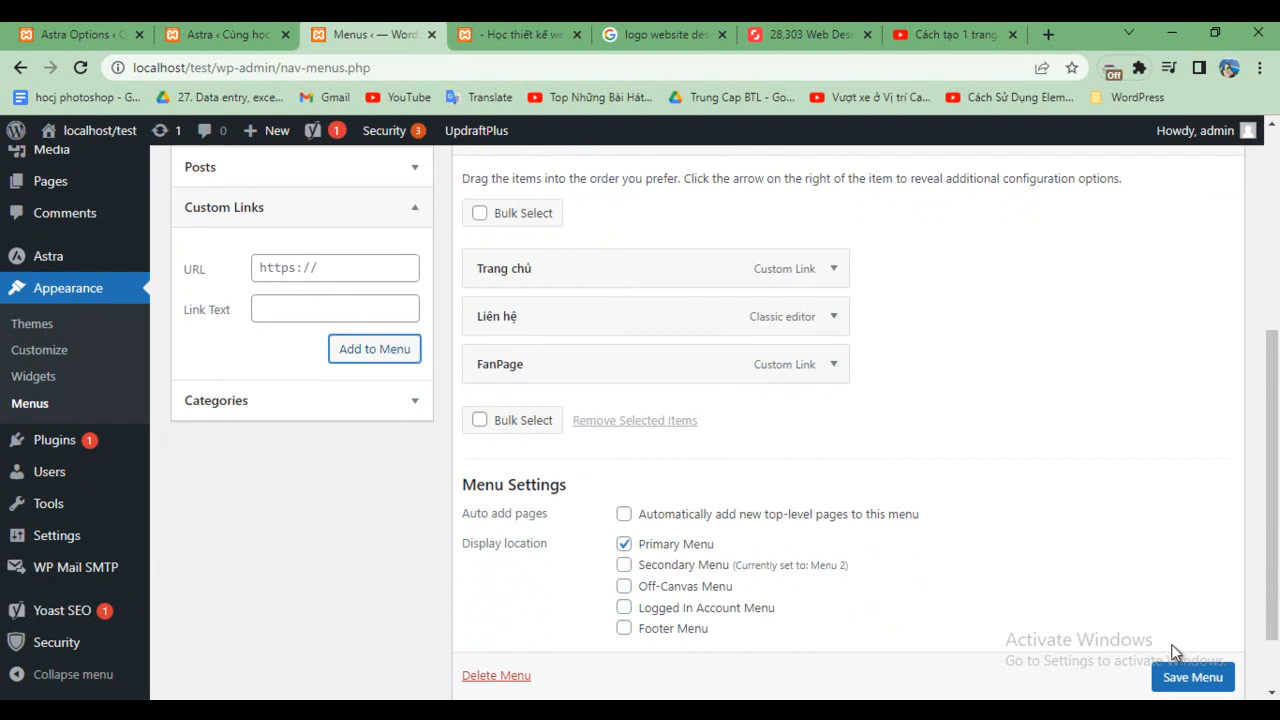 Astra Options ‹ C
Astra ‹ Cùng học
Menus ‹ — Word
- Học thiết kế we
logo website des
28,303 Web Desi
Cách tạo 1 trang
localhost/test/wp-admin/nav-menus.php
Off
hocj photoshop - G...
27. Data entry, exce...
Gmail
YouTube
Translate
Top Những Bài Hát...
Trung Cap BTL - Go...
Vượt xe ở Vị trí Ca...
Cách Sử Dụng Elem...
WordPress
localhost/test
1
0
New
1
Security 3
UpdraftPlus
Howdy, admin
Media
Pages
Comments
Astra
Appearance
Themes
Customize
Widgets
Menus
Plugins 1
Users
Tools
Settings
WP Mail SMTP
Yoast SEO 1
Security
Collapse menu
Posts
Custom Links
URL
https://
Link Text
Add to Menu
Categories
Drag the items into the order you prefer. Click the arrow on the right of the item to reveal additional configuration options.
Bulk Select
Trang chủ Custom Link
Liên hệ Classic editor
FanPage Custom Link
Bulk Select Remove Selected Items
Menu Settings
Auto add pages
Automatically add new top-level pages to this menu
Display location
Primary Menu
Secondary Menu (Currently set to: Menu 2)
Off-Canvas Menu
Logged In Account Menu
Footer Menu
Activate Windows
Go to Settings to activate Windows.
Delete Menu
Save Menu